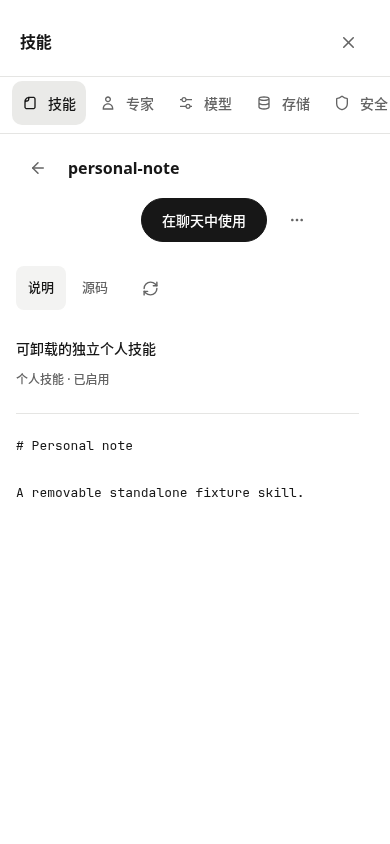 技能
技能 专家 模型 存储 安全
personal-note
在聊天中使用
说明 源码
可卸载的独立个人技能
个人技能 · 已启用
# Personal note
A removable standalone fixture skill.